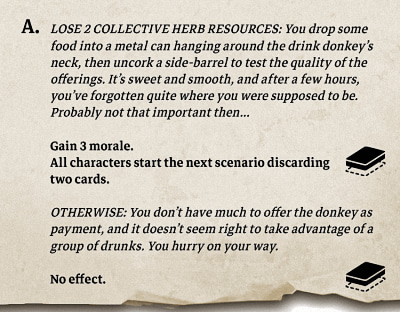 A. LOSE 2 COLLECTIVE HERB RESOURCES: You drop some
food into a metal can hanging around the drink donkey's
neck, then uncork a side-barrel to test the quality of the
offerings. It's sweet and smooth, and after a few hours,
you've forgotten quite where you were supposed to be.
Probably not that important then...
Gain 3 morale.
All characters start the next scenario discarding
two cards.
OTHERWISE: You don't have much to offer the donkey as
payment, and it doesn't seem right to take advantage of a
group of drunks. You hurry on your way.
No effect.